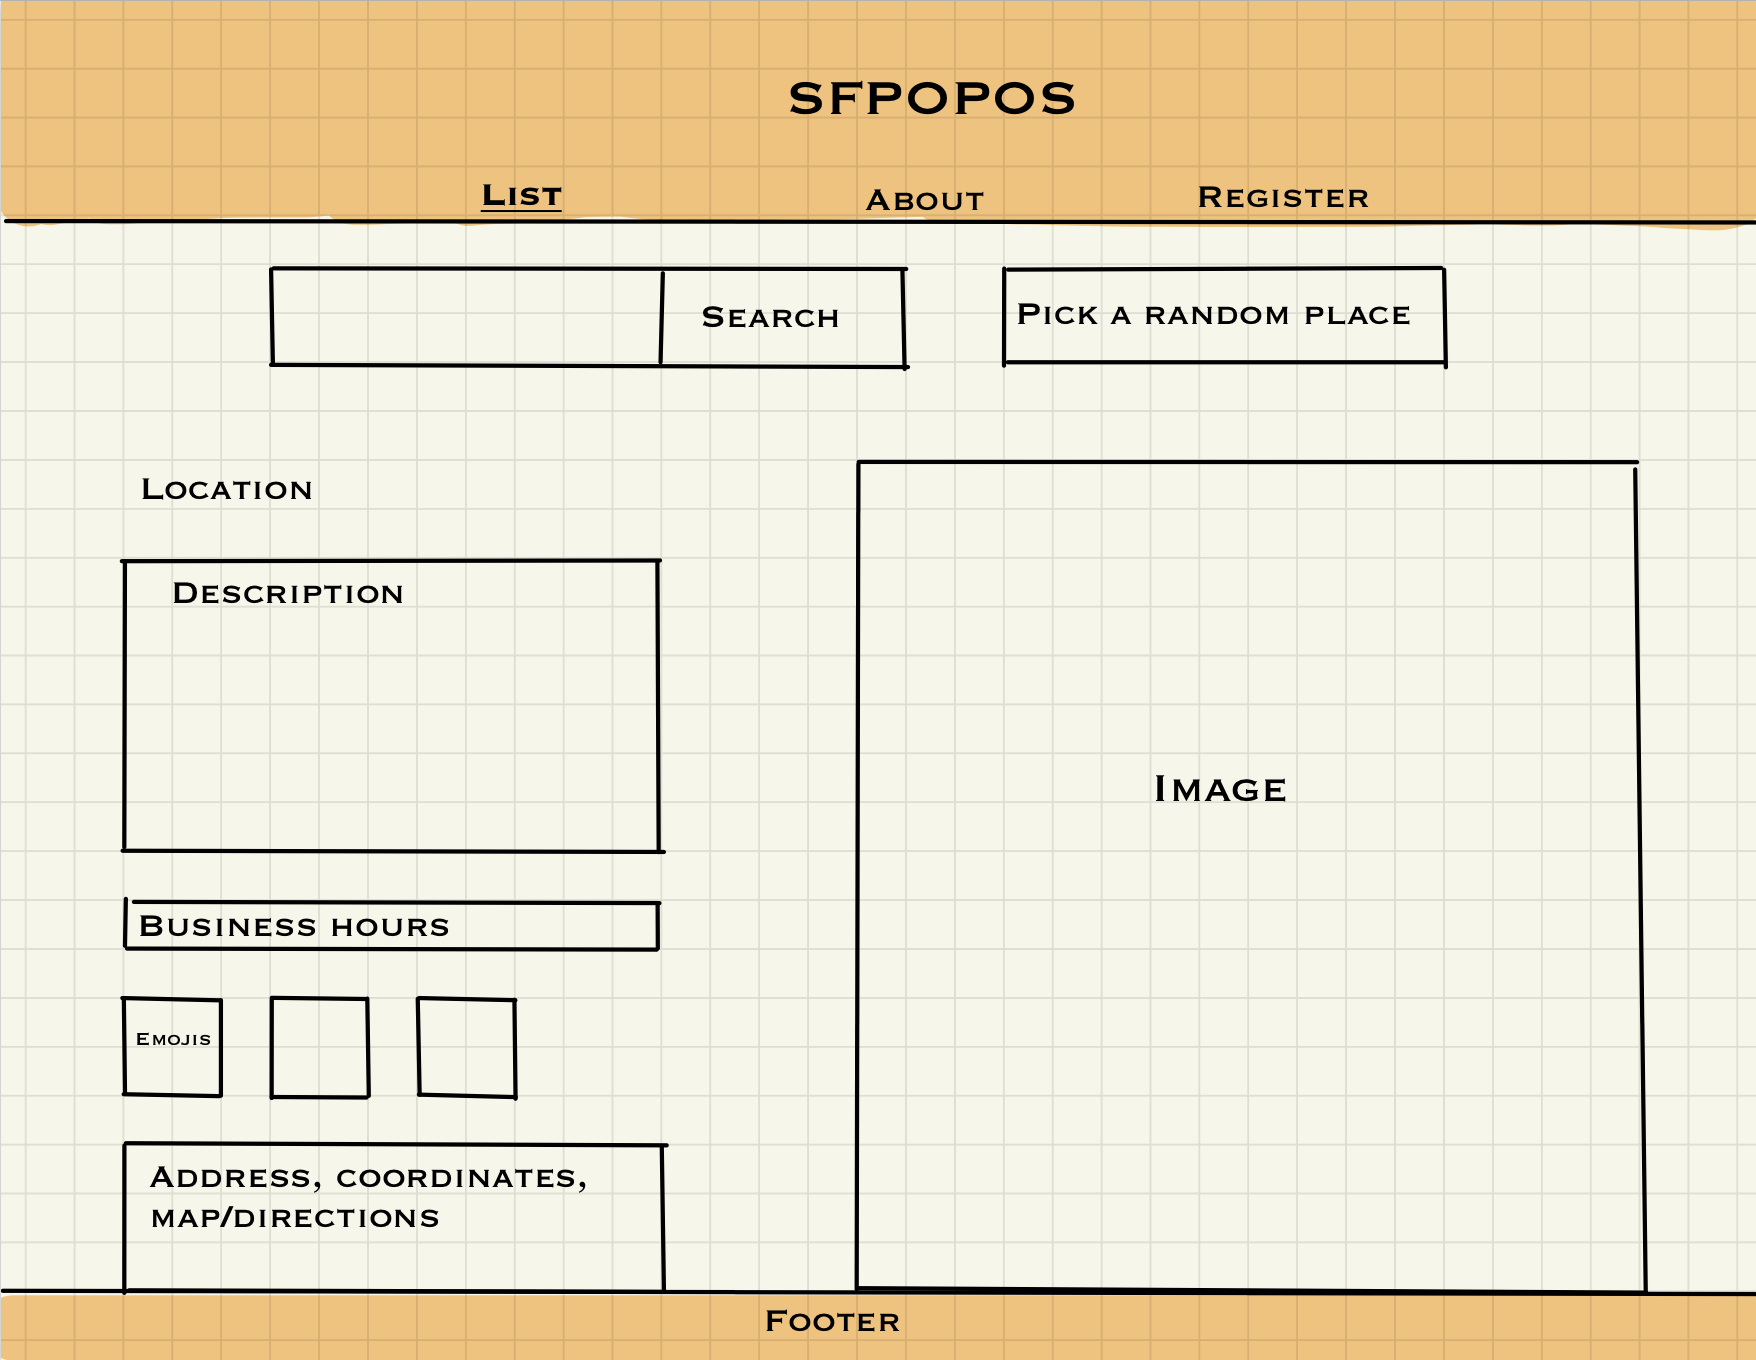 SFPOPOS
List
About
Register
Search
Pick a random place
Location
Description
Business hours
Emojis
Address, coordinates,
map/directions
Image
Footer